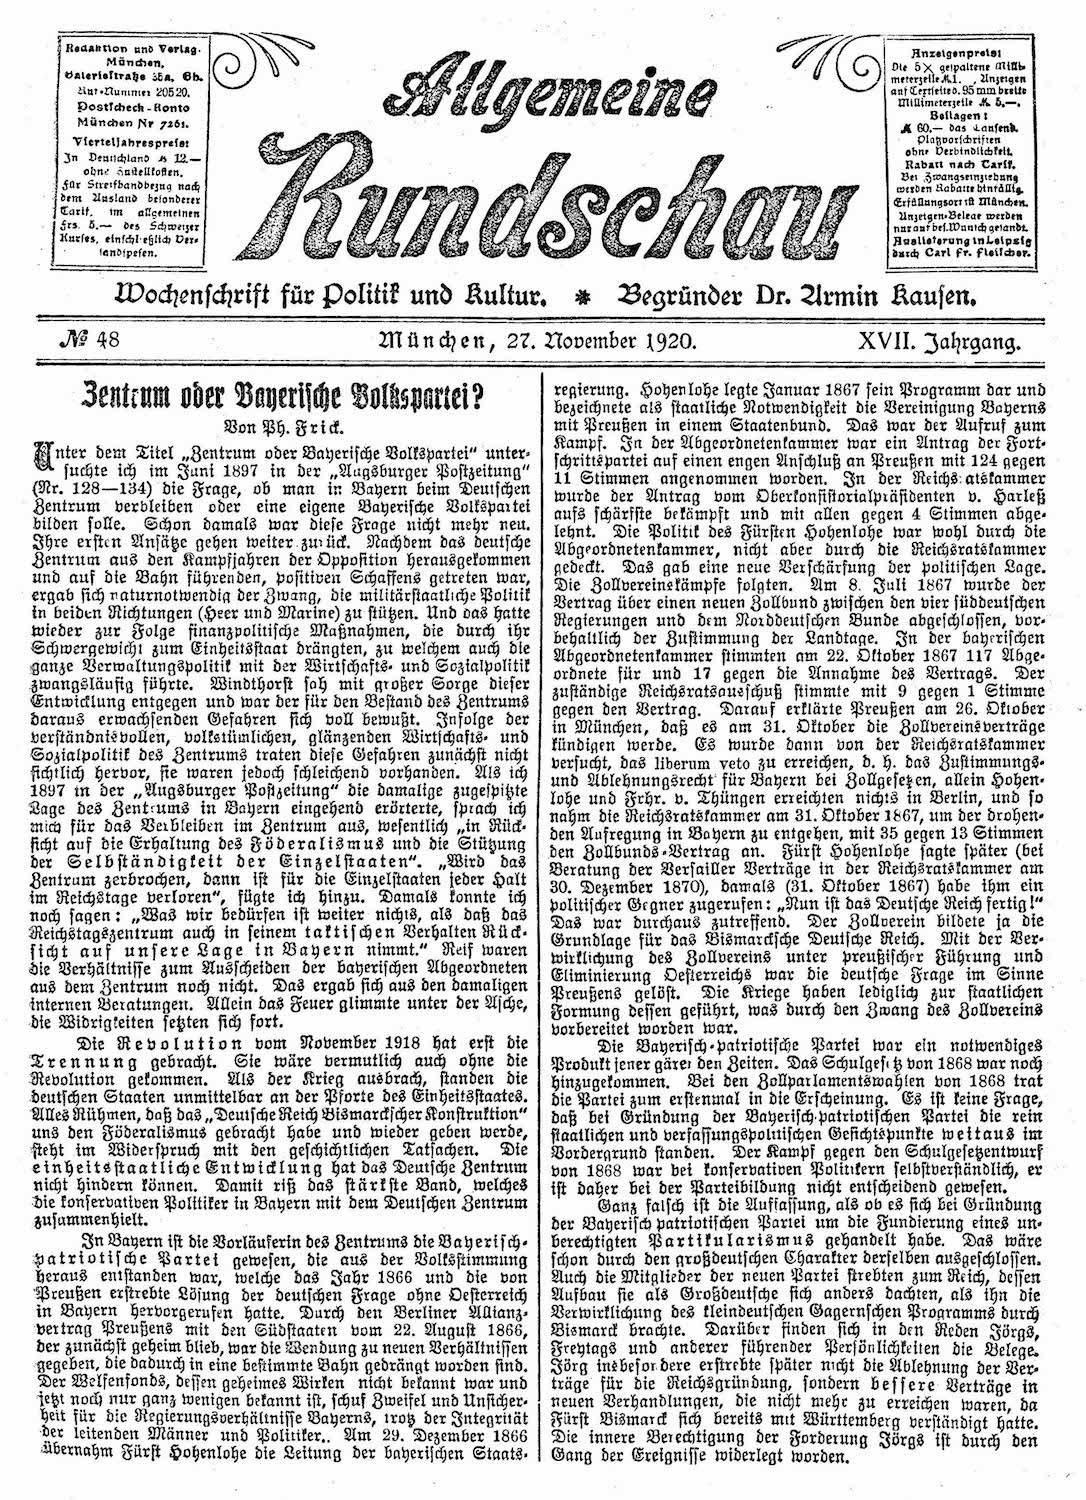 Redaktion und Verlag.
München,
Galeriestraße 35a, Gh.
Ruf-Nummer 20520.
Postscheck-Konto
München Nr 7261.
Vierteljahrespreis:
In Deutschland M 12.—
ohne Zustellkosten.
Für Streifbandbezug nach
dem Ausland besonderer
Tarif, im allgemeinen
Frs. 5.— des Schweizer
Kurses, einschließlich Ver-
sandspesen.
Allgemeine
Rundschau
Anzeigenpreis:
Die 5 X gespaltene Milli-
meterzeile M 1. , Anzeigen
auf Textseite 95 mm breite
Millimeterzeile M 5.—.
Beilagen:
M 60.— das Tausend.
Platzvorschriften
ohne Verbindlichkeit.
Rabatt nach Tarif.
Bei Zwangseinziehung
werden Rabatte hinfällig.
Erfüllungsort ist München.
Anzeigen-Belege werden
nur auf bes. Wunsch gesandt.
Auslieferung in Leipzig
durch Carl Fr. Fleischer.
Wochenschrift für Politik und Kultur. * Begründer Dr. Armin Kausen.
№ 48 München, 27. November 1920. XVII. Jahrgang.
Zentrum oder Bayerische Volkspartei?
Von Ph. Frick.
Unter dem Titel „Zentrum oder Bayerische Volkspartei“ unter-
suchte ich im Juni 1897 in der „Augsburger Postzeitung“
(Nr. 128—134) die Frage, ob man in Bayern beim Deutschen
Zentrum verbleiben oder eine eigene Bayerische Volkspartei
bilden solle. Schon damals war diese Frage nicht mehr neu.
Ihre ersten Ansätze gehen weiter zurück. Nachdem das deutsche
Zentrum aus den Kampfjahren der Opposition herausgekommen
und auf die Bahn führenden, positiven Schaffens getreten war,
ergab sich naturnotwendig der Zwang, die militärstaatliche Politik
in beiden Richtungen (Heer und Marine) zu stützen. Und das hatte
wieder zur Folge finanzpolitische Maßnahmen, die durch ihr
Schwergewicht zum Einheitsstaat drängten, zu welchem auch die
ganze Verwaltungspolitik mit der Wirtschafts- und Sozialpolitik
zwangsläufig führte. Windthorst sah mit großer Sorge dieser
Entwicklung entgegen und war der für den Bestand des Zentrums
daraus erwachsenden Gefahren sich voll bewußt. Infolge der
verständnisvollen, volkstümlichen, glänzenden Wirtschafts- und
Sozialpolitik des Zentrums traten diese Gefahren zunächst nicht
sichtlich hervor, sie waren jedoch schleichend vorhanden. Als ich
1897 in der „Augsburger Postzeitung“ die damalige zugespitzte
Lage des Zentrums in Bayern eingehend erörterte, sprach ich
mich für das Verbleiben im Zentrum aus, wesentlich „in Rück-
sicht auf die Erhaltung des Föderalismus und die Stützung
der Selbständigkeit der Einzelstaaten“. „Wird das
Zentrum zerbrochen, dann ist für die Einzelstaaten jeder Halt
im Reichstage verloren“, fügte ich hinzu. Damals konnte ich
noch sagen: „Was wir bedürfen ist weiter nichts, als daß das
Reichstagszentrum auch in seinem taktischen Verhalten Rück-
sicht auf unsere Lage in Bayern nimmt.“ Reif waren
die Verhältnisse zum Ausscheiden der bayerischen Abgeordneten
aus dem Zentrum noch nicht. Das ergab sich aus den damaligen
internen Beratungen. Allein das Feuer glimmte unter der Asche,
die Widrigkeiten setzten sich fort.
Die Revolution vom November 1918 hat erst die
Trennung gebracht. Sie wäre vermutlich auch ohne die
Revolution gekommen. Als der Krieg ausbrach, standen die
deutschen Staaten unmittelbar an der Pforte des Einheitsstaates.
Alles Rühmen, daß das „Deutsche Reich Bismarckscher Konstruktion“
uns den Föderalismus gebracht habe und wieder geben werde,
steht im Widerspruch mit den geschichtlichen Tatsachen. Die
einheitsstaatliche Entwicklung hat das Deutsche Zentrum
nicht hindern können. Damit riß das stärkste Band, welches
die konservativen Politiker in Bayern mit dem Deutschen Zentrum
zusammenhielt.
In Bayern ist die Vorläuferin des Zentrums die Bayerisch-
patriotische Partei gewesen, die aus der Volksstimmung
heraus entstanden war, welche das Jahr 1866 und die von
Preußen erstrebte Lösung der deutschen Frage ohne Oesterreich
in Bayern hervorgerufen hatte. Durch den Berliner Allianz-
vertrag Preußens mit den Südstaaten vom 22. August 1866,
der zunächst geheim blieb, war die Wendung zu neuen Verhältnissen
gegeben, die dadurch in eine bestimmte Bahn gedrängt worden sind.
Der Welfenfonds, dessen geheimes Wirken nicht bekannt war und
jetzt noch nur ganz wenigen bekannt ist, schuf Zweifel und Unsicher-
heit für die Regierungsverhältnisse Bayerns, trotz der Integrität
der leitenden Männer und Politiker.. Am 29. Dezember 1866
übernahm Fürst Hohenlohe die Leitung der bayerischen Staats-
regierung. Hohenlohe legte Januar 1867 sein Programm dar und
bezeichnete als staatliche Notwendigkeit die Vereinigung Bayerns
mit Preußen in einem Staatenbund. Das war der Aufruf zum
Kampf. In der Abgeordnetenkammer war ein Antrag der Fort-
schrittspartei auf einen engen Anschluß an Preußen mit 124 gegen
11 Stimmen angenommen worden. In der Reichsratskammer
wurde der Antrag vom Oberkonsistorialpräsidenten v. Harleß
aufs schärfste bekämpft und mit allen gegen 4 Stimmen abge-
lehnt. Die Politik des Fürsten Hohenlohe war wohl durch die
Abgeordnetenkammer, nicht aber durch die Reichsratskammer
gedeckt. Das gab eine neue Verschärfung der politischen Lage.
Die Zollvereinskämpfe folgten. Am 8. Juli 1867 wurde der
Vertrag über einen neuen Zollbund zwischen den vier süddeutschen
Regierungen und dem Norddeutschen Bunde abgeschlossen, vor-
behaltlich der Zustimmung der Landtage. In der bayerischen
Abgeordnetenkammer stimmten am 22. Oktober 1867 117 Abge-
ordnete für und 17 gegen die Annahme des Vertrags. Der
zuständige Reichsratsausschuß stimmte mit 9 gegen 1 Stimme
gegen den Vertrag. Darauf erklärte Preußen am 26. Oktober
in München, daß es am 31. Oktober die Zollvereinsverträge
kündigen werde. Es wurde dann von der Reichsratskammer
versucht, das liberum veto zu erreichen, d. h. das Zustimmungs-
und Ablehnungsrecht für Bayern bei Zollgesetzen, allein Hohen-
lohe und Frhr. v. Thüngen erreichten nichts in Berlin, und so
nahm die Reichsratskammer am 31. Oktober 1867, um der drohen-
den Aufregung in Bayern zu entgehen, mit 35 gegen 13 Stimmen
den Zollbunds-Vertrag an. Fürst Hohenlohe sagte später (bei
Beratung der Versailler Verträge in der Reichsratskammer am
30. Dezember 1870), damals (31. Oktober 1867) habe ihm ein
politischer Gegner zugerufen: „Nun ist das Deutsche Reich fertig!“
Das war durchaus zutreffend. Der Zollverein bildete ja die
Grundlage für das Bismarcksche Deutsche Reich. Mit der Ver-
wirklichung des Zollvereins unter preußischer Führung und
Eliminierung Oesterreichs war die deutsche Frage im Sinne
Preußens gelöst. Die Kriege haben lediglich zur staatlichen
Formung dessen geführt, was durch den Zwang des Zollvereins
vorbereitet worden war.
Die Bayerisch-patriotische Partei war ein notwendiges
Produkt jener gärenden Zeiten. Das Schulgesetz von 1868 war noch
hinzugekommen. Bei den Zollparlamentswahlen von 1868 trat
die Partei zum erstenmal in die Erscheinung. Es ist keine Frage,
daß bei Gründung der Bayerisch-patriotischen Partei die rein
staatlichen und verfassungspolitischen Gesichtspunkte weitaus im
Vordergrund standen. Der Kampf gegen den Schulgesetzentwurf
von 1868 war bei konservativen Politikern selbstverständlich, er
ist daher bei der Parteibildung nicht entscheidend gewesen.
Ganz falsch ist die Auffassung, als ob es sich bei Gründung
der Bayerisch patriotischen Partei um die Fundierung eines un-
berechtigten Partikularismus gehandelt habe. Das wäre
schon durch den großdeutschen Charakter derselben ausgeschlossen.
Auch die Mitglieder der neuen Partei strebten zum Reich, dessen
Aufbau sie als Großdeutsche sich anders dachten, als ihn die
Verwirklichung des kleindeutschen Gagernschen Programms durch
Bismarck brachte. Darüber finden sich in den Reden Jörgs,
Freytags und anderer führender Persönlichkeiten die Belege.
Jörg insbesondere erstrebte später nicht die Ablehnung der Ver-
träge für die Reichsgründung, sondern bessere Verträge in
neuen Verhandlungen, die nicht mehr zu erreichen waren, da
Fürst Bismarck sich bereits mit Württemberg verständigt hatte.
Die innere Berechtigung der Forderung Jörgs ist durch den
Gang der Ereignisse widerlegt worden.